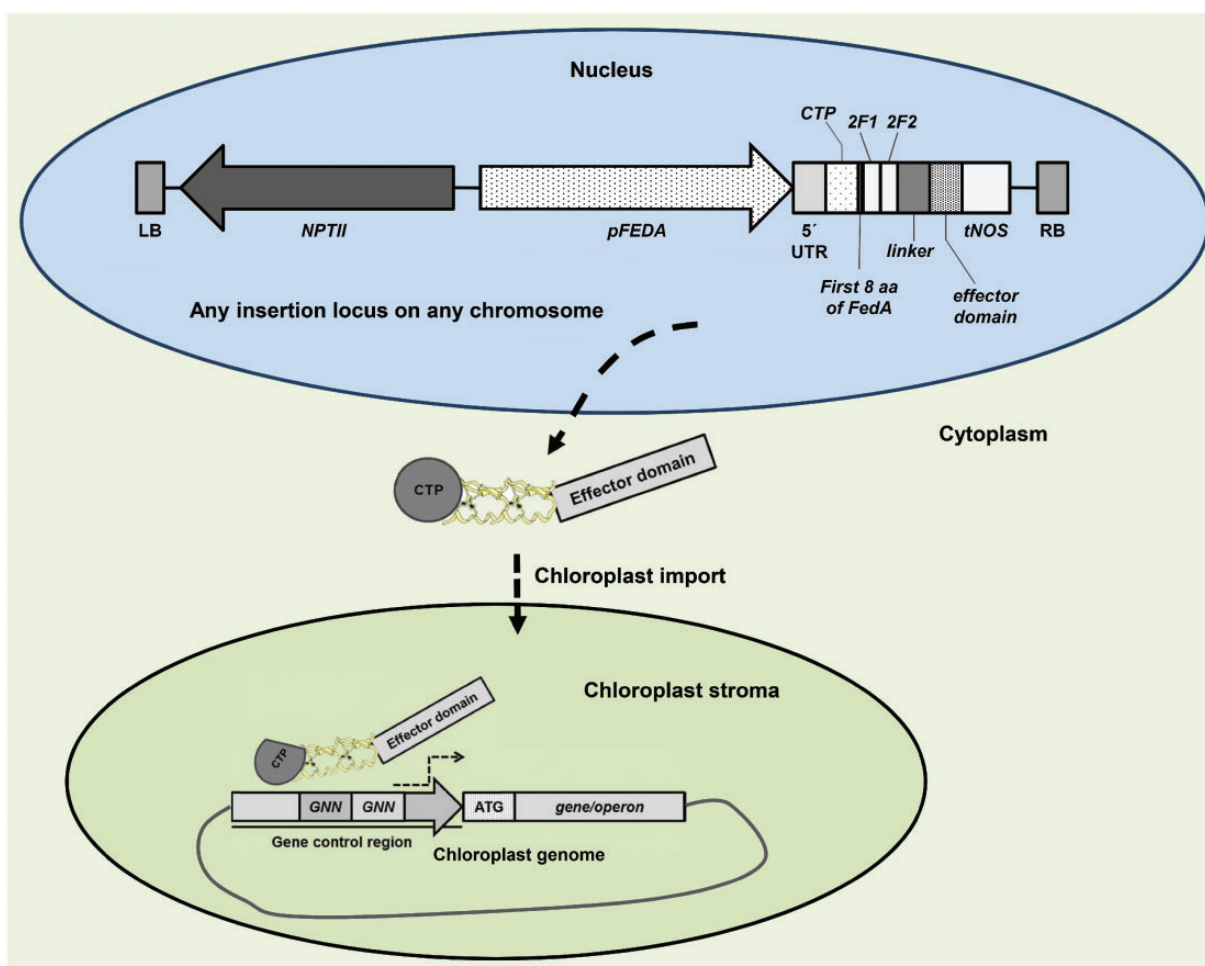 Nucleus
CTP
2F1 2F2
LB
NPTII
pFEDA
5´
UTR
tNOS
RB
linker
First 8 aa
of FedA
effector
domain
Any insertion locus on any chromosome
Cytoplasm
CTP
Effector domain
Chloroplast import
Chloroplast stroma
Effector domain
CTP
GNN GNN ATG gene/operon
Gene control region
Chloroplast genome